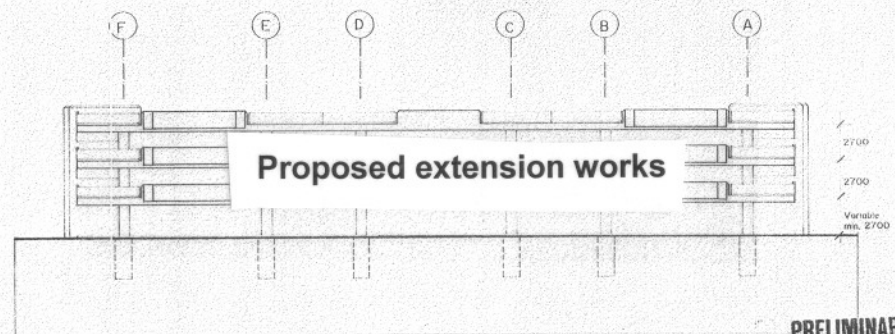 F E D C B A
Proposed extension works
2700
2700
Variable
min. 2700
PRELIMINAR